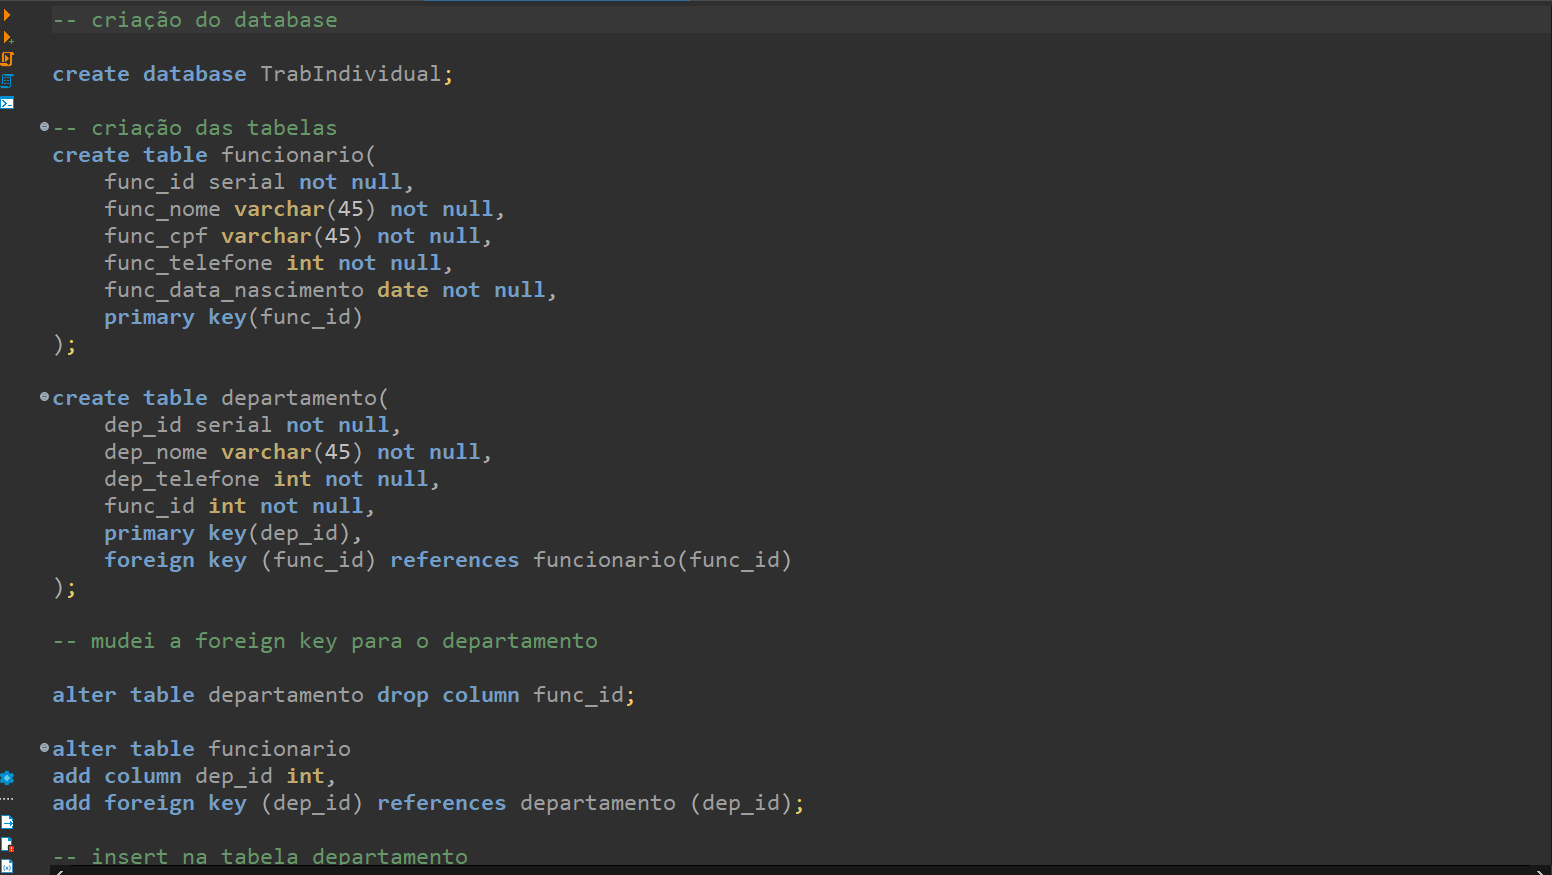 -- criação do database
create database TrabIndividual;
-- criação das tabelas
create table funcionario(
func_id serial not null,
func_nome varchar(45) not null,
func_cpf varchar(45) not null,
func_telefone int not null,
func_data_nascimento date not null,
primary key(func_id)
);
create table departamento(
dep_id serial not null,
dep_nome varchar(45) not null,
dep_telefone int not null,
func_id int not null,
primary key(dep_id),
foreign key (func_id) references funcionario(func_id)
);
-- mudei a foreign key para o departamento
alter table departamento drop column func_id;
alter table funcionario
add column dep_id int,
add foreign key (dep_id) references departamento (dep_id);
-- insert na tabela departamento